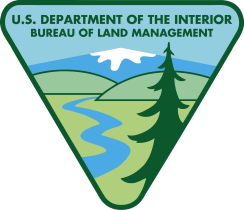 U.S. DEPARTMENT OF THE INTERIOR
BUREAU OF LAND MANAGEMENT